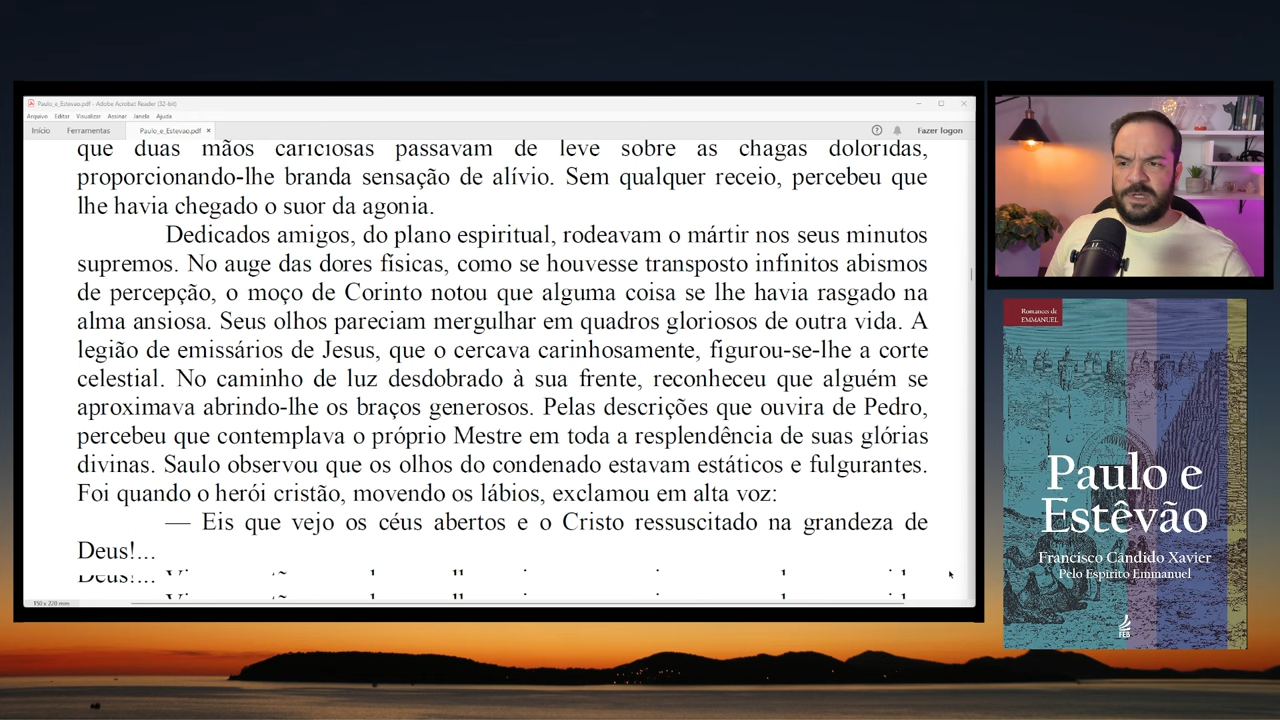 Paulo_e_Estevao.pdf - Adobe Acrobat Reader (32-bit)
Arquivo Editar Visualizar Assinar Janela Ajuda
Início Ferramentas Paulo_e_Estevao.pdf × Fazer logon
que duas mãos cariciosas passavam de leve sobre as chagas doloridas,
proporcionando-lhe branda sensação de alívio. Sem qualquer receio, percebeu que
lhe havia chegado o suor da agonia.
Dedicados amigos, do plano espiritual, rodeavam o mártir nos seus minutos
supremos. No auge das dores físicas, como se houvesse transposto infinitos abismos
de percepção, o moço de Corinto notou que alguma coisa se lhe havia rasgado na
alma ansiosa. Seus olhos pareciam mergulhar em quadros gloriosos de outra vida. A
legião de emissários de Jesus, que o cercava carinhosamente, figurou-se-lhe a corte
celestial. No caminho de luz desdobrado à sua frente, reconheceu que alguém se
aproximava abrindo-lhe os braços generosos. Pelas descrições que ouvira de Pedro,
percebeu que contemplava o próprio Mestre em toda a resplendência de suas glórias
divinas. Saulo observou que os olhos do condenado estavam estáticos e fulgurantes.
Foi quando o herói cristão, movendo os lábios, exclamou em alta voz:
— Eis que vejo os céus abertos e o Cristo ressuscitado na grandeza de
Deus!...
Deus!...
150 x 220 mm
Romances de
EMMANUEL
Paulo e
Estêvão
Francisco Cândido Xavier
Pelo Espírito Emmanuel
FEB